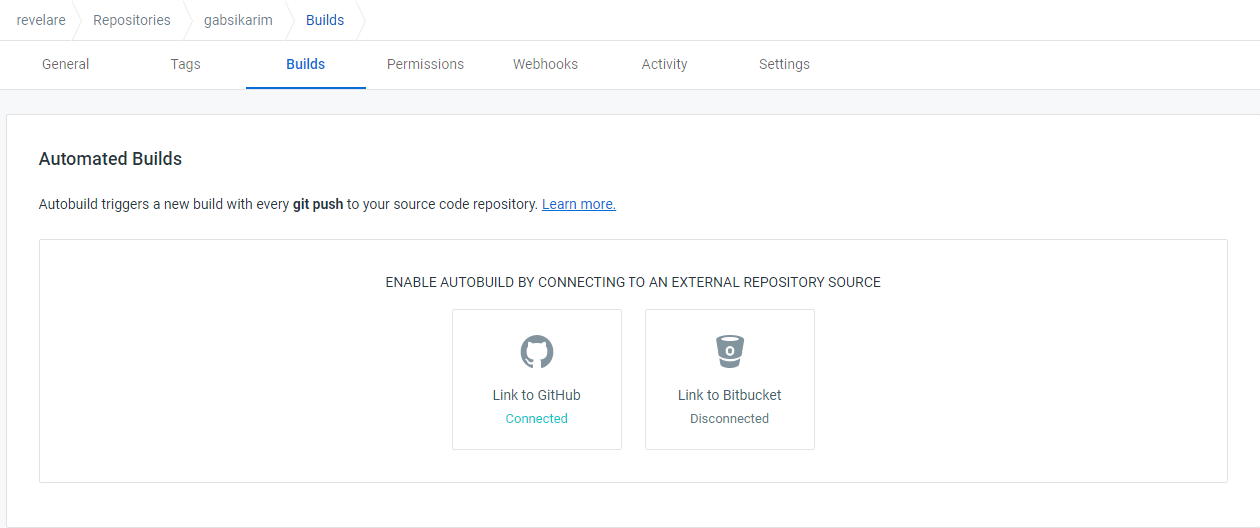 revelare Repositories gabsikarim Builds
General Tags Builds Permissions Webhooks Activity Settings
Automated Builds
Autobuild triggers a new build with every git push to your source code repository. Learn more.
ENABLE AUTOBUILD BY CONNECTING TO AN EXTERNAL REPOSITORY SOURCE
Link to GitHub Link to Bitbucket
Connected Disconnected